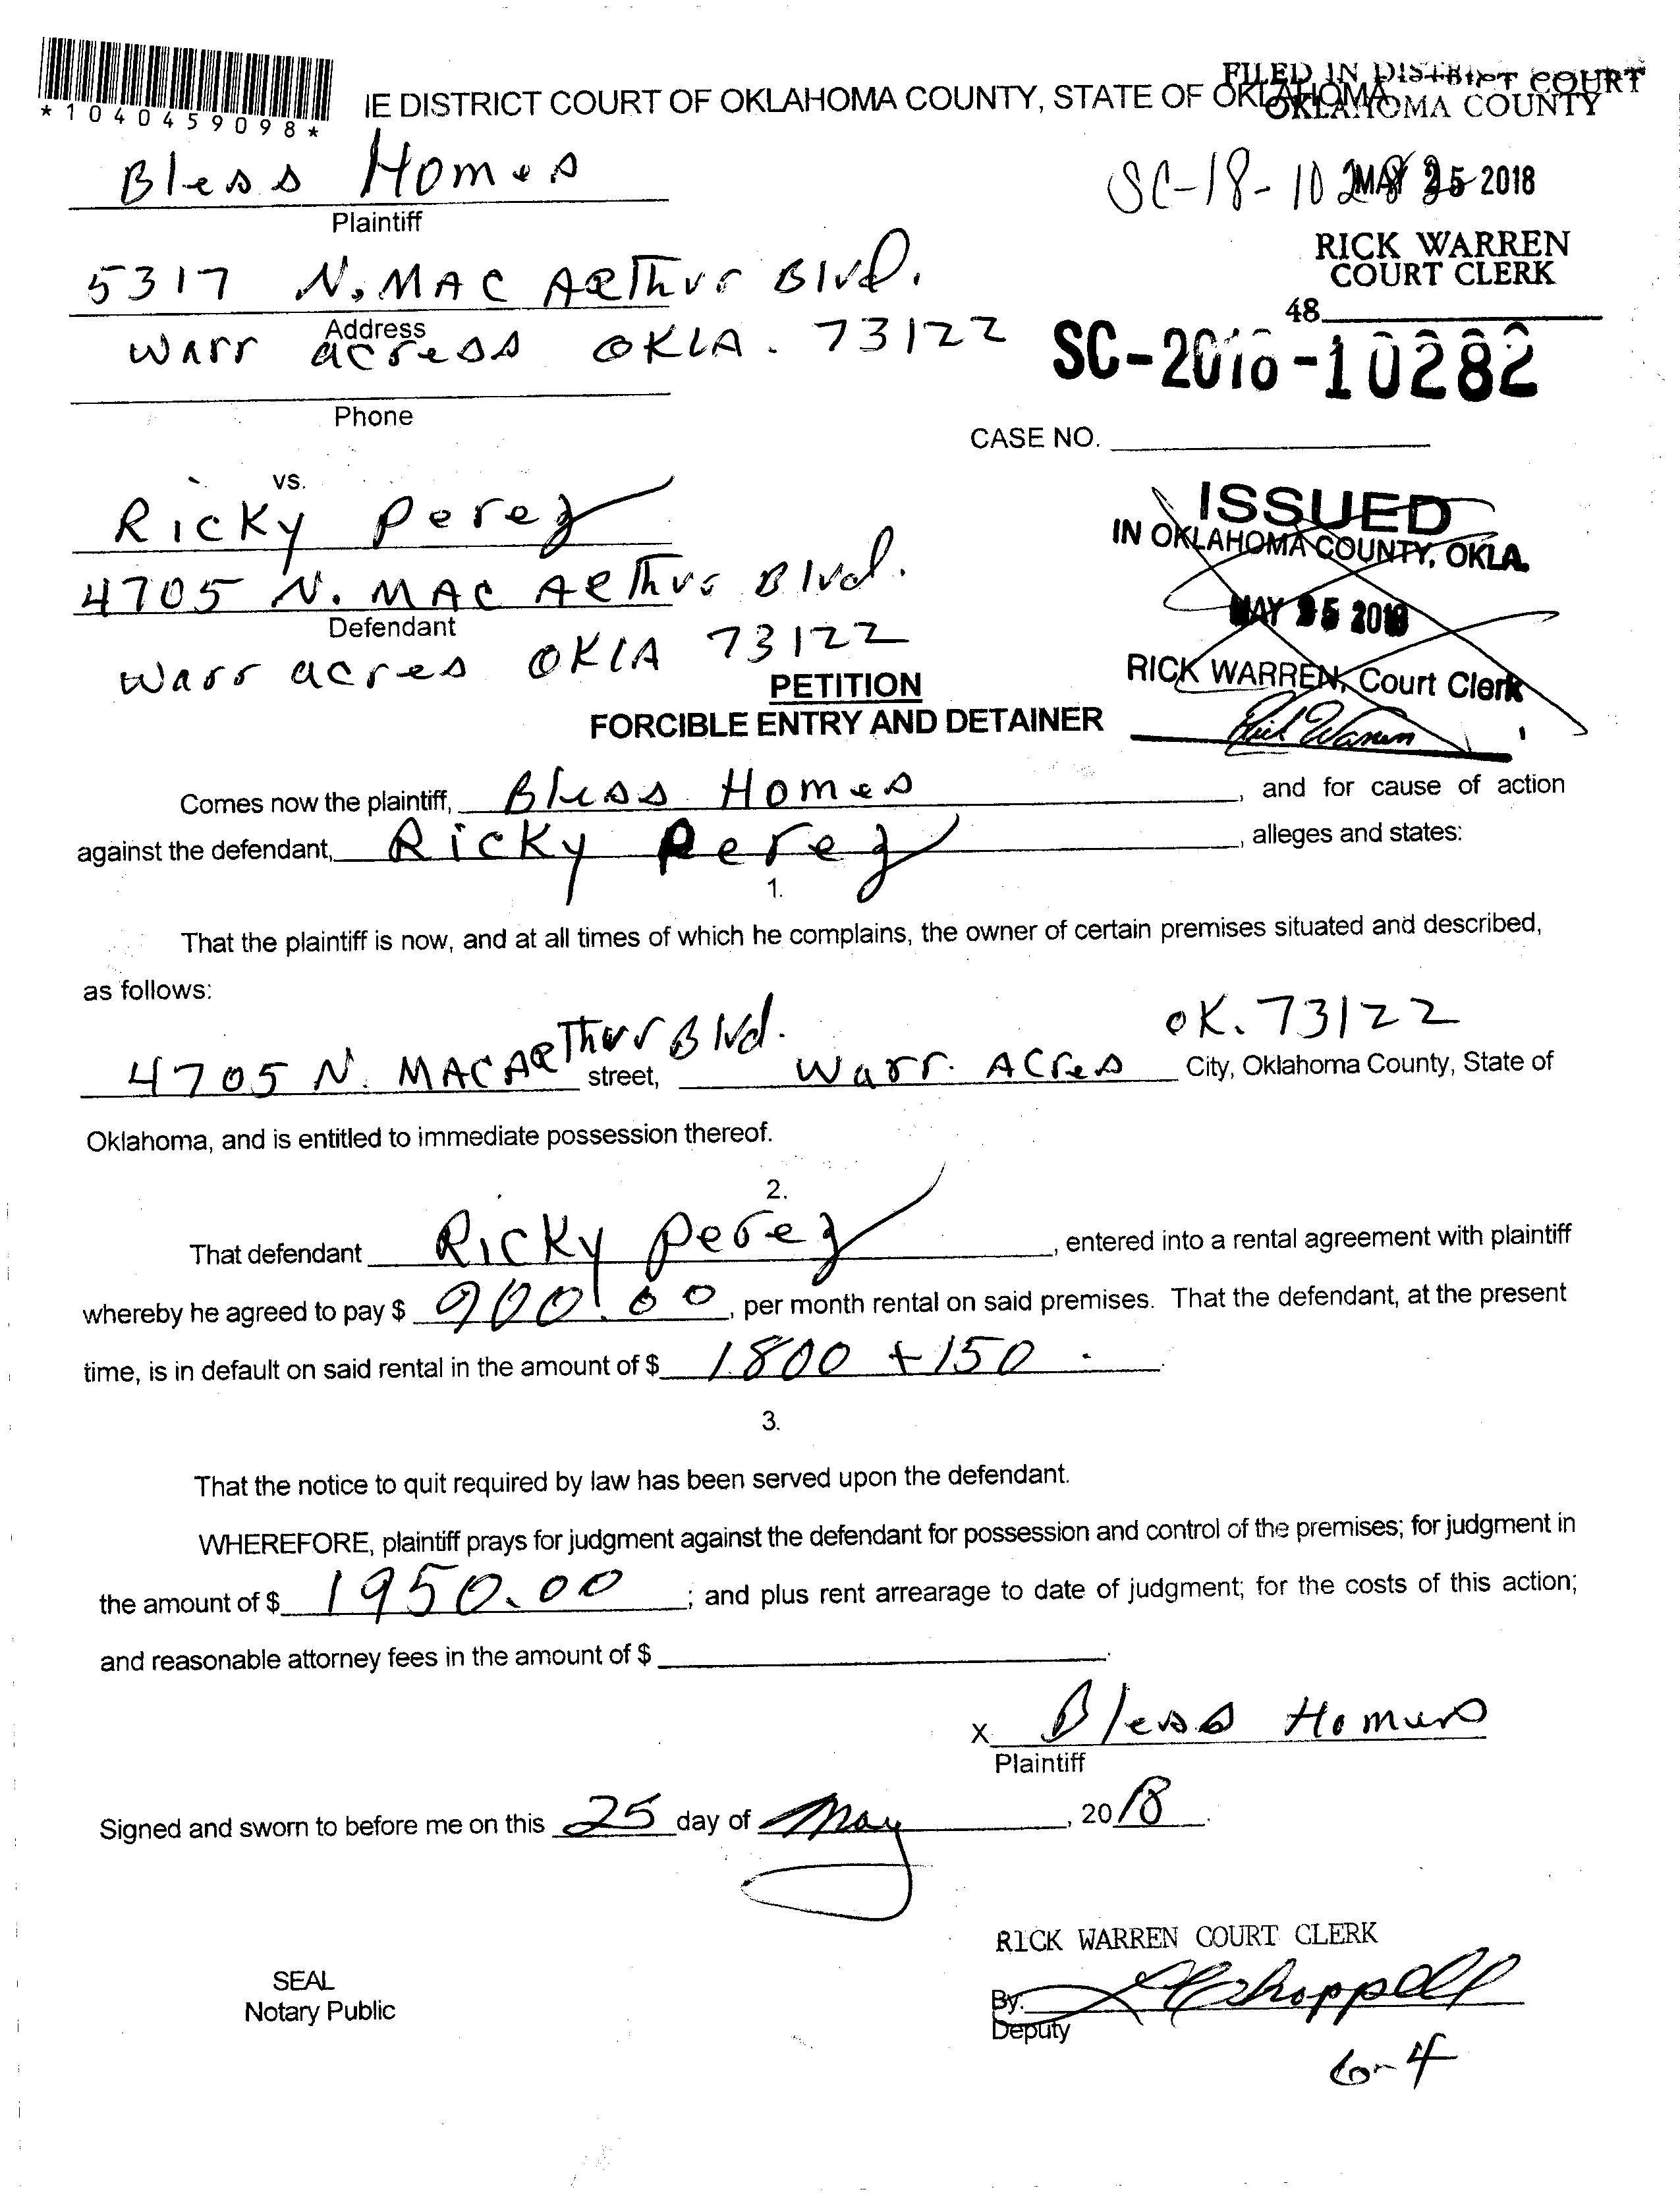 *1040459098*
IE DISTRICT COURT OF OKLAHOMA COUNTY, STATE OF OKLAHOMA
FILED IN DISTRICT COURT
OKLAHOMA COUNTY
Bless Homes
Plaintiff
SC-18-10282
MAY 25 2018
5317 N. MAC ARThur Blvd.
Address
RICK WARREN
COURT CLERK
48
Warr acress OKLA. 73122
SC-2018-10282
Phone
CASE NO.
vs.
Ricky Perez
4705 N. MAC ARThur Blvd.
Defendant
Warr acres OKLA 73122
ISSUED
IN OKLAHOMA COUNTY, OKLA.
MAY 25 2018
RICK WARREN, Court Clerk
Rick Warren
PETITION
FORCIBLE ENTRY AND DETAINER
Comes now the plaintiff, Bless Homes, and for cause of action
against the defendant, Ricky Perez, alleges and states:
1.
That the plaintiff is now, and at all times of which he complains, the owner of certain premises situated and described,
as follows:
4705 N. MACARThur Blvd. street, Warr. Acres OK. 73122 City, Oklahoma County, State of
Oklahoma, and is entitled to immediate possession thereof.
2.
That defendant Ricky Perez, entered into a rental agreement with plaintiff
whereby he agreed to pay $ 900.00, per month rental on said premises. That the defendant, at the present
time, is in default on said rental in the amount of $ 1800 +150.
3.
That the notice to quit required by law has been served upon the defendant.
WHEREFORE, plaintiff prays for judgment against the defendant for possession and control of the premises; for judgment in
the amount of $ 1950.00; and plus rent arrearage to date of judgment; for the costs of this action;
and reasonable attorney fees in the amount of $ .
X Bless Homes
Plaintiff
Signed and sworn to before me on this 25 day of May, 2018.
RICK WARREN COURT CLERK
SEAL
Notary Public
By:
Deputy
6-4